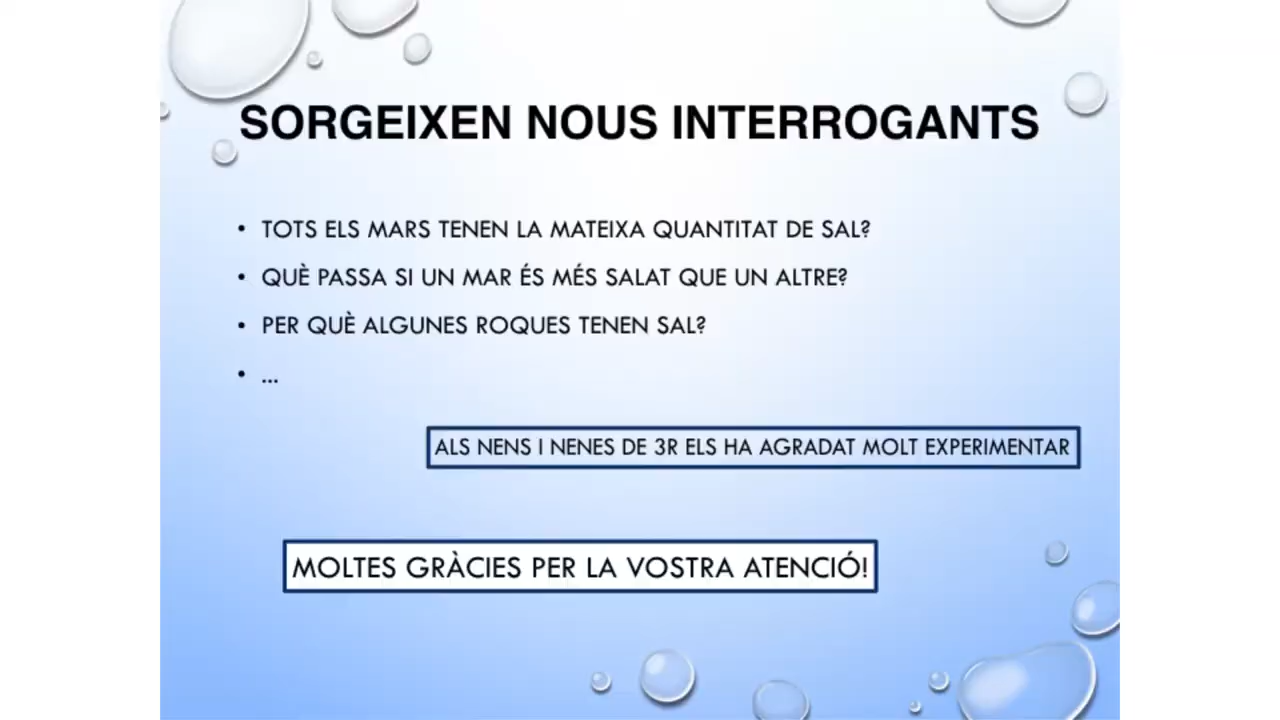 SORGEIXEN NOUS INTERROGANTS
• TOTS ELS MARS TENEN LA MATEIXA QUANTITAT DE SAL?
• QUÈ PASSA SI UN MAR ÉS MÉS SALAT QUE UN ALTRE?
• PER QUÈ ALGUNES ROQUES TENEN SAL?
• ...
ALS NENS I NENES DE 3R ELS HA AGRADAT MOLT EXPERIMENTAR
MOLTES GRÀCIES PER LA VOSTRA ATENCIÓ!